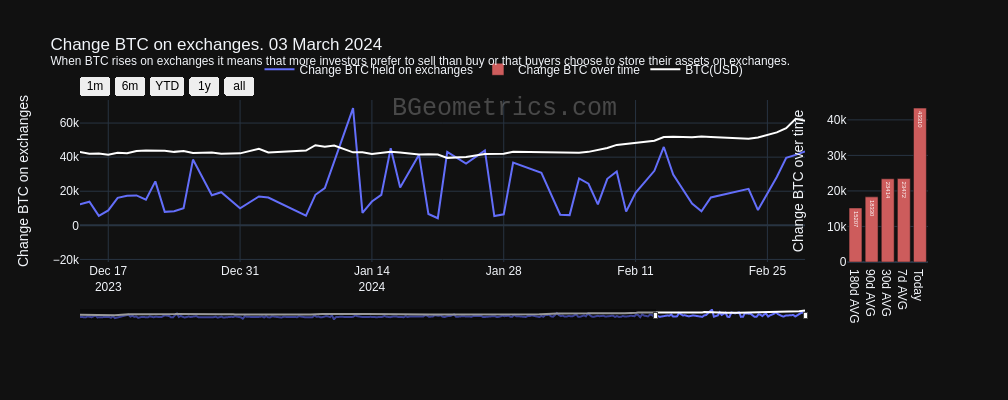 Change BTC on exchanges. 03 March 2024
When BTC rises on exchanges it means that more investors prefer to sell than buy or that buyers choose to store their assets on exchanges.
Change BTC held on exchanges Change BTC over time BTC(USD)
1m 6m YTD 1y all
BGeometrics.com
Change BTC on exchanges
60k
40k
20k
0
−20k
Dec 17
2023
Dec 31
Jan 14
2024
Jan 28
Feb 11
Feb 25
Change BTC over time
40k
30k
20k
10k
0
23414
23472
180d AVG
90d AVG
30d AVG
7d AVG
Today